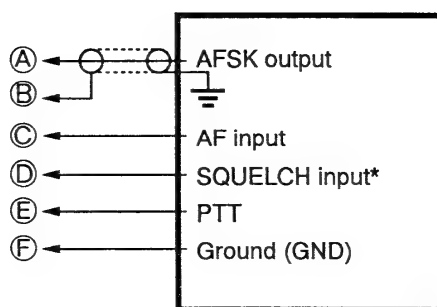 Ⓐ AFSK output
Ⓑ
Ⓒ AF input
Ⓓ SQUELCH input*
Ⓔ PTT
Ⓕ Ground (GND)